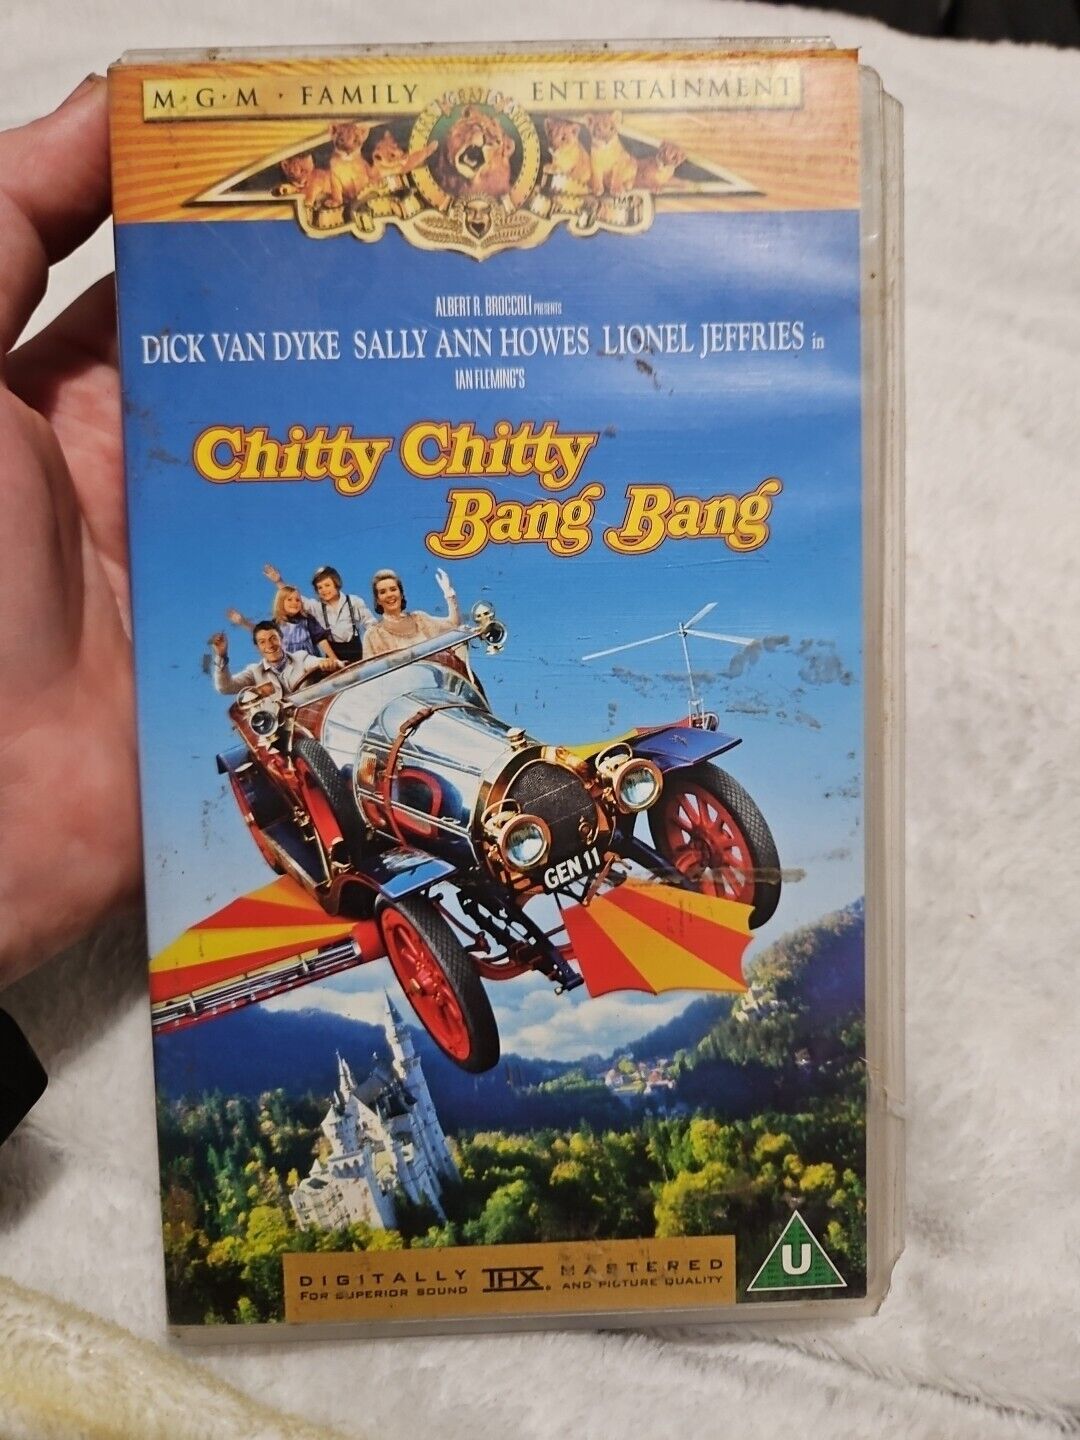 M·G·M · FAMILY ENTERTAINMENT
TM
ALBERT R. BROCCOLI PRESENTS
DICK VAN DYKE SALLY ANN HOWES LIONEL JEFFRIES in
IAN FLEMING'S
Chitty Chitty
Bang Bang
GEN 11
DIGITALLY THX® MASTERED
FOR SUPERIOR SOUND AND PICTURE QUALITY
U